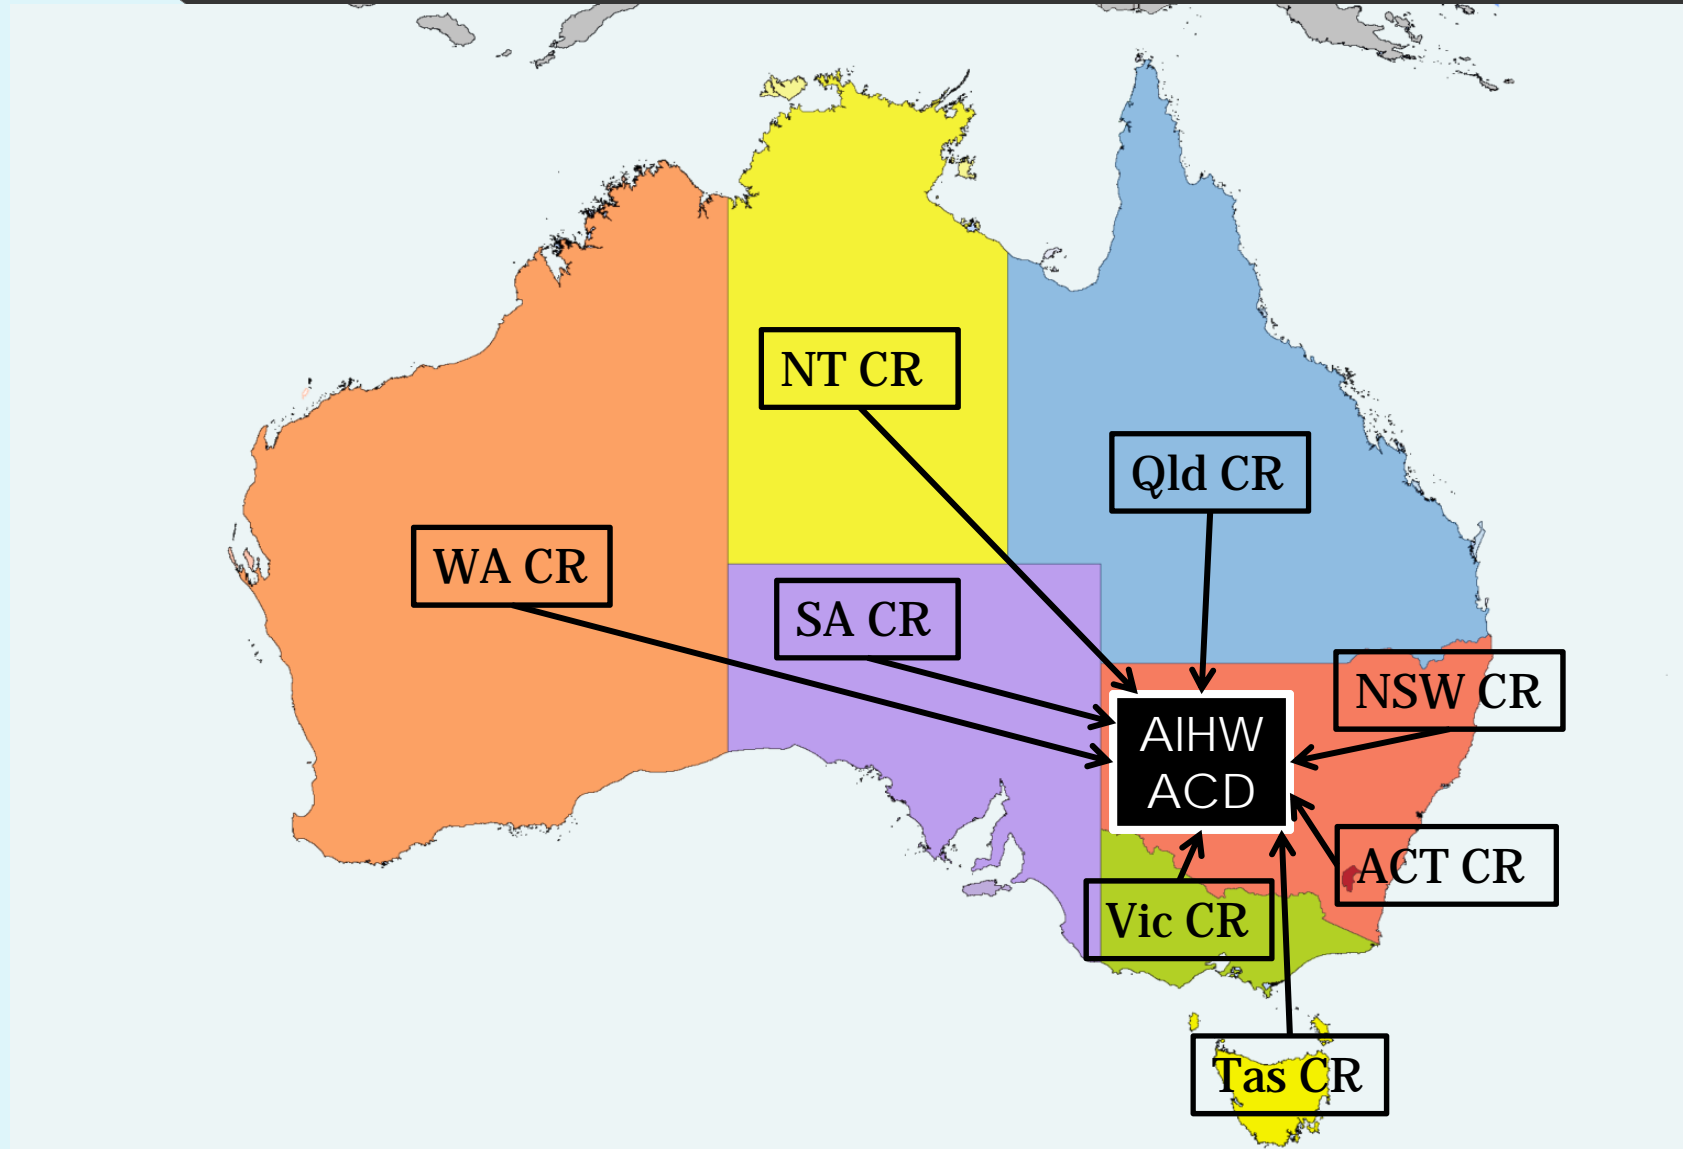 NT CR
Qld CR
WA CR
SA CR
NSW CR
AIHW
ACD
ACT CR
Vic CR
Tas CR